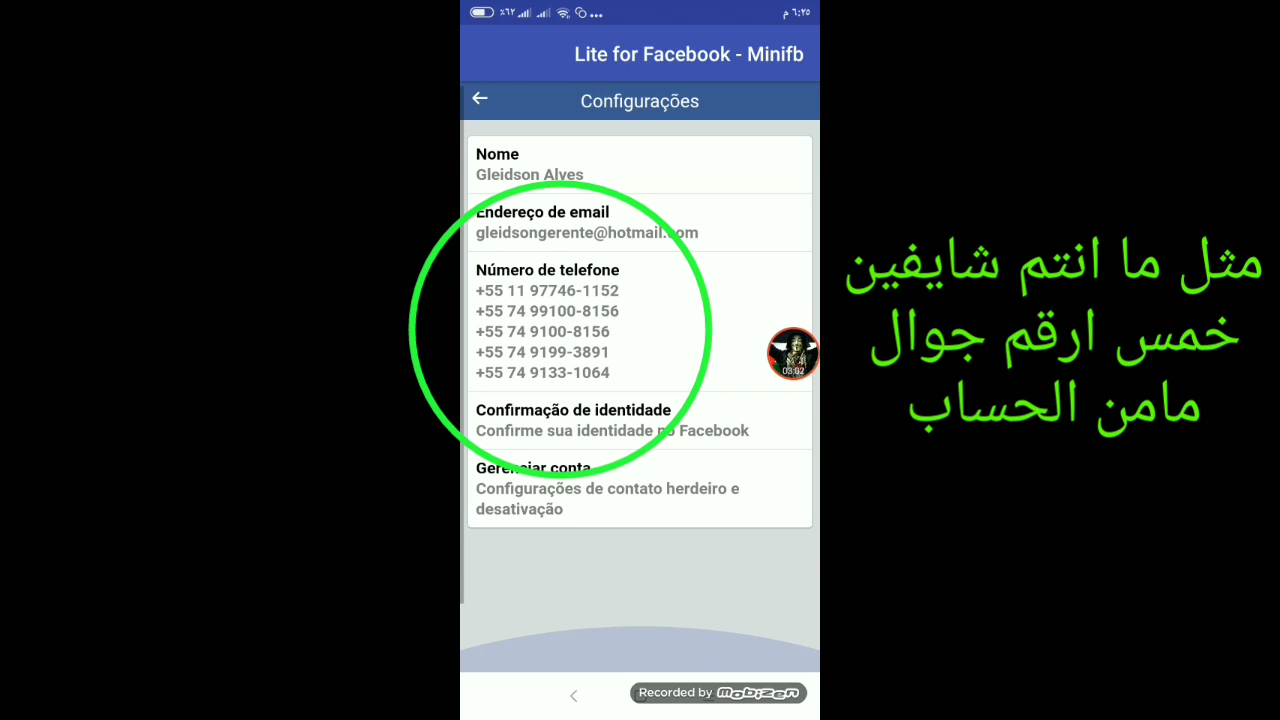 ٪٦٢
٦:٢٥ م
Lite for Facebook - Minifb
Configurações
Nome
Gleidson Alves
Endereço de email
gleidsongerente@hotmail.com
Número de telefone
+55 11 97746-1152
+55 74 99100-8156
+55 74 9100-8156
+55 74 9199-3891
+55 74 9133-1064
Confirmação de identidade
Confirme sua identidade no Facebook
Gerenciar conta
Configurações de contato herdeiro e
desativação
03:02
Recorded by mobizen
مثل ما انتم شايفين
خمس ارقم جوال
مامن الحساب